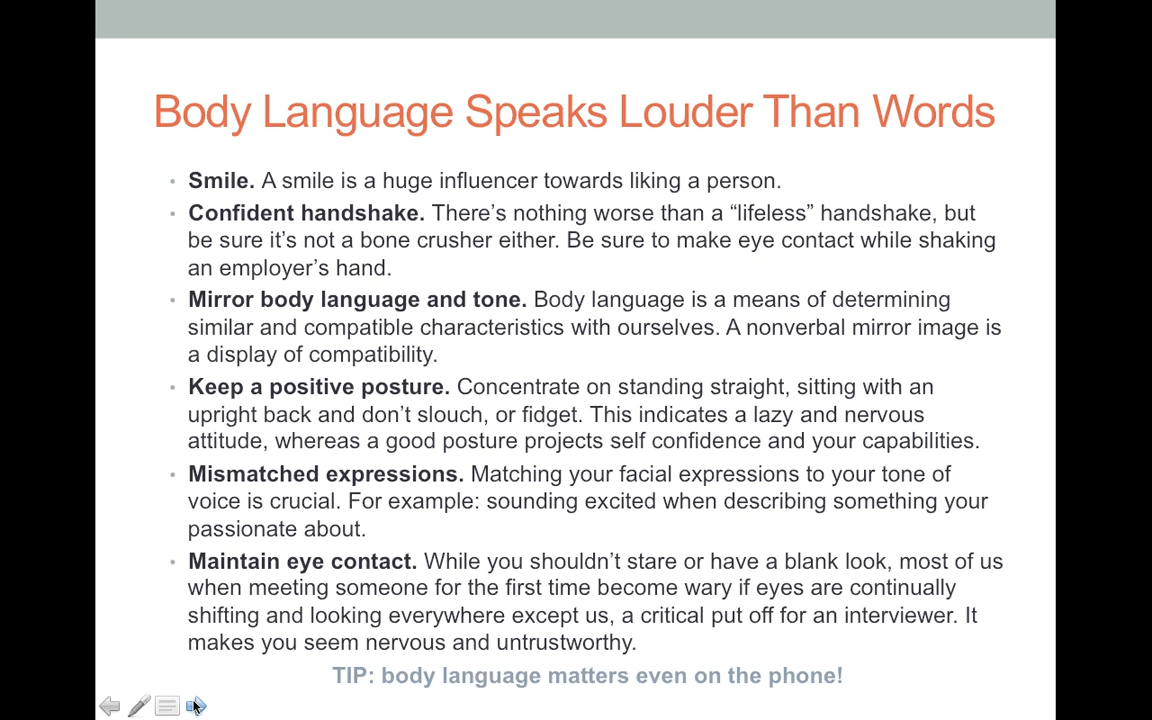 Body Language Speaks Louder Than Words
• Smile. A smile is a huge influencer towards liking a person.
• Confident handshake. There’s nothing worse than a “lifeless” handshake, but
be sure it’s not a bone crusher either. Be sure to make eye contact while shaking
an employer’s hand.
• Mirror body language and tone. Body language is a means of determining
similar and compatible characteristics with ourselves. A nonverbal mirror image is
a display of compatibility.
• Keep a positive posture. Concentrate on standing straight, sitting with an
upright back and don’t slouch, or fidget. This indicates a lazy and nervous
attitude, whereas a good posture projects self confidence and your capabilities.
• Mismatched expressions. Matching your facial expressions to your tone of
voice is crucial. For example: sounding excited when describing something your
passionate about.
• Maintain eye contact. While you shouldn’t stare or have a blank look, most of us
when meeting someone for the first time become wary if eyes are continually
shifting and looking everywhere except us, a critical put off for an interviewer. It
makes you seem nervous and untrustworthy.
TIP: body language matters even on the phone!